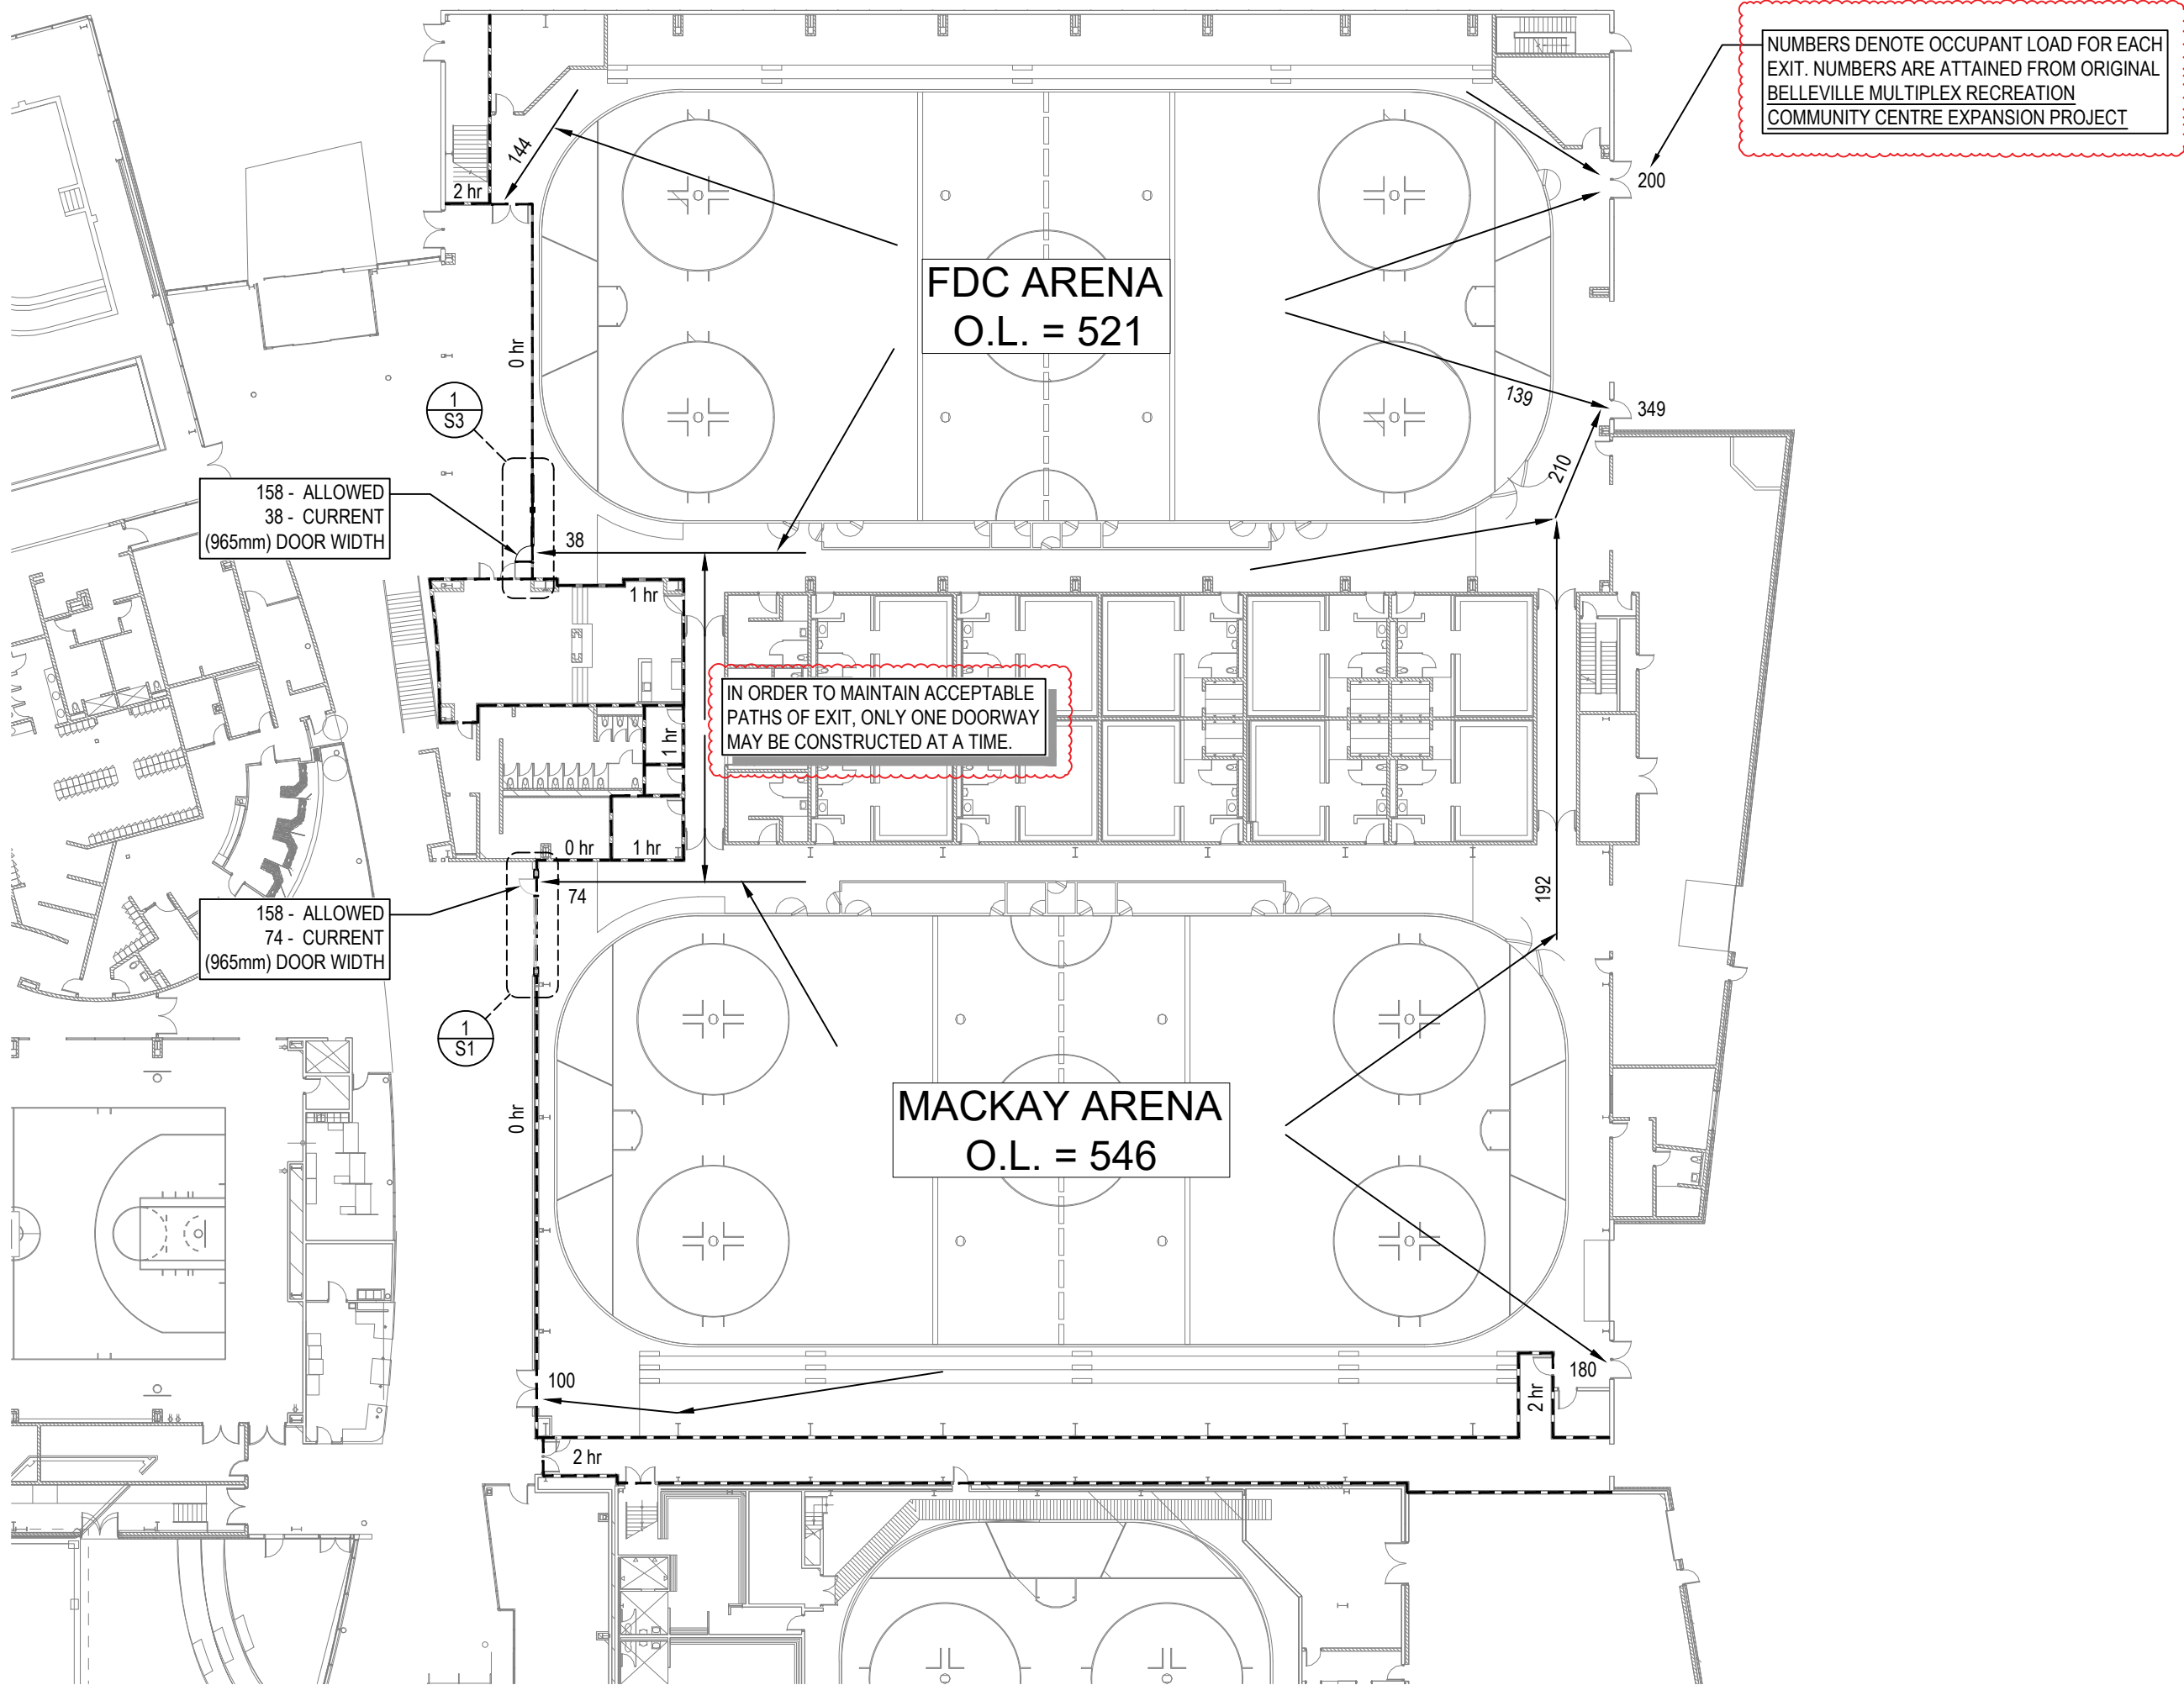 NUMBERS DENOTE OCCUPANT LOAD FOR EACH
EXIT. NUMBERS ARE ATTAINED FROM ORIGINAL
BELLEVILLE MULTIPLEX RECREATION
COMMUNITY CENTRE EXPANSION PROJECT
144
2 hr
200
FDC ARENA
O.L. = 521
0 hr
139
349
1
S3
210
158 - ALLOWED
38 - CURRENT
(965mm) DOOR WIDTH
38
1 hr
IN ORDER TO MAINTAIN ACCEPTABLE
PATHS OF EXIT, ONLY ONE DOORWAY
MAY BE CONSTRUCTED AT A TIME.
1 hr
0 hr
1 hr
74
192
158 - ALLOWED
74 - CURRENT
(965mm) DOOR WIDTH
1
S1
0 hr
MACKAY ARENA
O.L. = 546
100
180
2 hr
2 hr